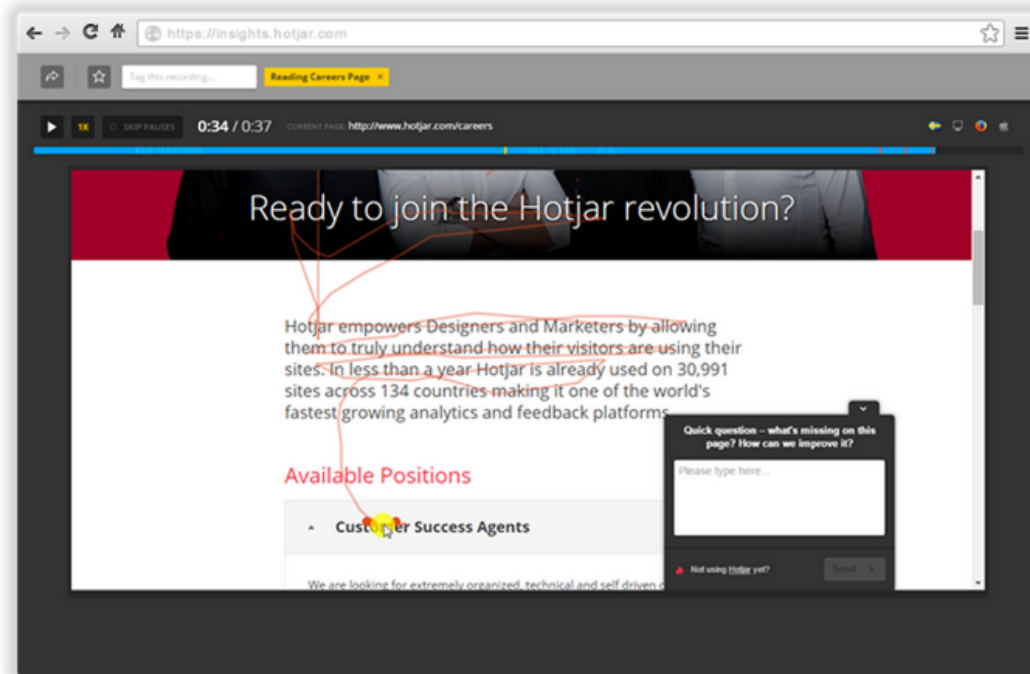 https://insights.hotjar.com
Tag this recording...
Reading Careers Page ×
1X
SKIP PAUSES
0:34 / 0:37
CURRENT PAGE: http://www.hotjar.com/careers
Ready to join the Hotjar revolution?
Hotjar empowers Designers and Marketers by allowing
them to truly understand how their visitors are using their
sites. In less than a year Hotjar is already used on 30,991
sites across 134 countries making it one of the world's
fastest growing analytics and feedback platforms.
Available Positions
Customer Success Agents
We are looking for extremely organized, technical and self driven
Quick question – what's missing on this
page? How can we improve it?
Please type here...
Not using Hotjar yet?
Send